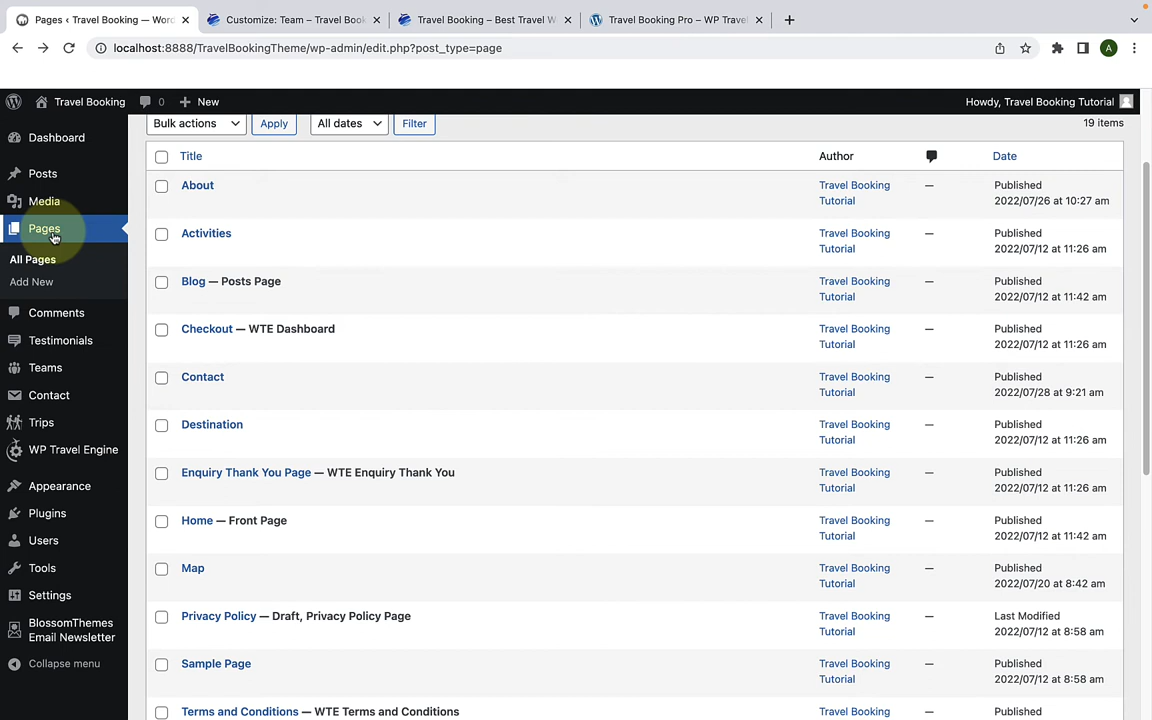 Pages ‹ Travel Booking — Wor
Customize: Team – Travel Book
Travel Booking – Best Travel W
Travel Booking Pro – WP Trave
localhost:8888/TravelBookingTheme/wp-admin/edit.php?post_type=page
A
Travel Booking
0
New
Howdy, Travel Booking Tutorial
Dashboard
Posts
Media
Pages
All Pages
Add New
Comments
Testimonials
Teams
Contact
Trips
WP Travel Engine
Appearance
Plugins
Users
Tools
Settings
BlossomThemes
Email Newsletter
Collapse menu
Bulk actions
Apply
All dates
Filter
19 items
Title
Author
Date
About
Travel Booking
Tutorial
—
Published
2022/07/26 at 10:27 am
Activities
Travel Booking
Tutorial
—
Published
2022/07/12 at 11:26 am
Blog — Posts Page
Travel Booking
Tutorial
—
Published
2022/07/12 at 11:42 am
Checkout — WTE Dashboard
Travel Booking
Tutorial
—
Published
2022/07/12 at 11:26 am
Contact
Travel Booking
Tutorial
—
Published
2022/07/28 at 9:21 am
Destination
Travel Booking
Tutorial
—
Published
2022/07/12 at 11:26 am
Enquiry Thank You Page — WTE Enquiry Thank You
Travel Booking
Tutorial
—
Published
2022/07/12 at 11:26 am
Home — Front Page
Travel Booking
Tutorial
—
Published
2022/07/12 at 11:42 am
Map
Travel Booking
Tutorial
—
Published
2022/07/20 at 8:42 am
Privacy Policy — Draft, Privacy Policy Page
Travel Booking
Tutorial
—
Last Modified
2022/07/12 at 8:58 am
Sample Page
Travel Booking
Tutorial
—
Published
2022/07/12 at 8:58 am
Terms and Conditions — WTE Terms and Conditions
Travel Booking
—
Published